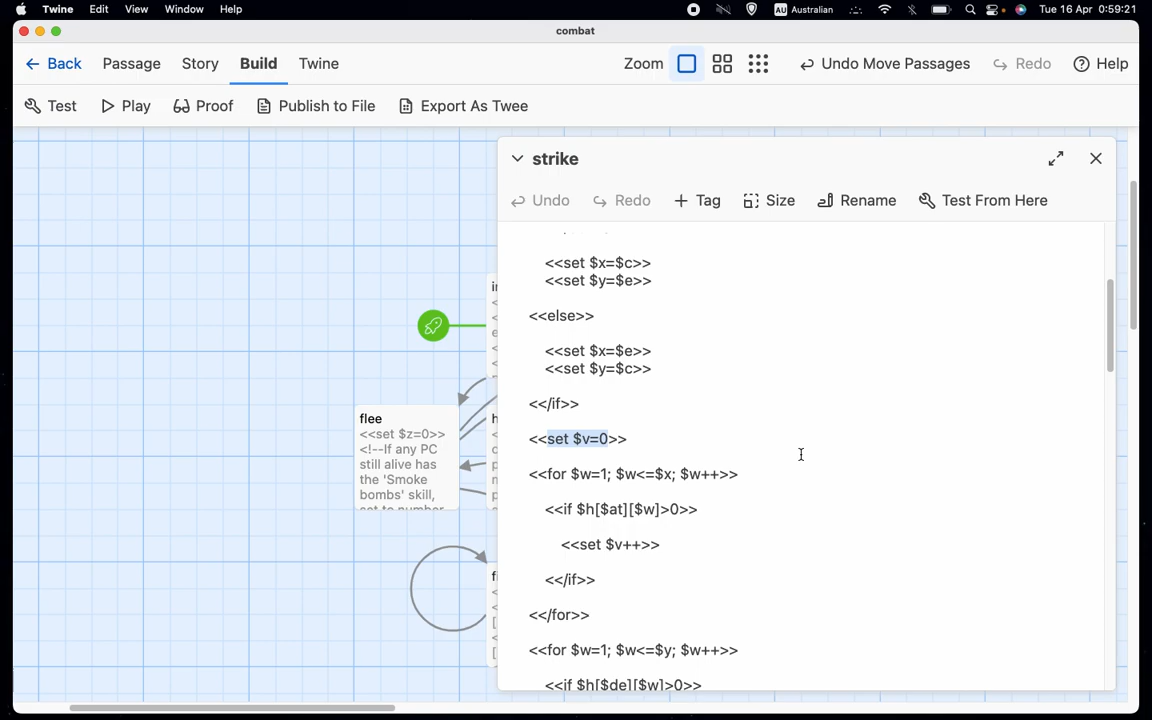 Twine Edit View Window Help AU Australian Tue 16 Apr 0:59:21
combat
Back Passage Story Build Twine Zoom Undo Move Passages Redo Help
Test Play Proof Publish to File Export As Twee
strike
Undo Redo Tag Size Rename Test From Here
<<set $x=$c>>
<<set $y=$e>>
<<else>>
<<set $x=$e>>
<<set $y=$c>>
<</if>>
<<set $v=0>>
<<for $w=1; $w<=$x; $w++>>
<<if $h[$at][$w]>0>>
<<set $v++>>
<</if>>
<</for>>
<<for $w=1; $w<=$y; $w++>>
<<if $h[$de][$w]>0>>
flee
<<set $z=0>>
<!--If any PC
still alive has
the 'Smoke
bombs' skill,
set to number